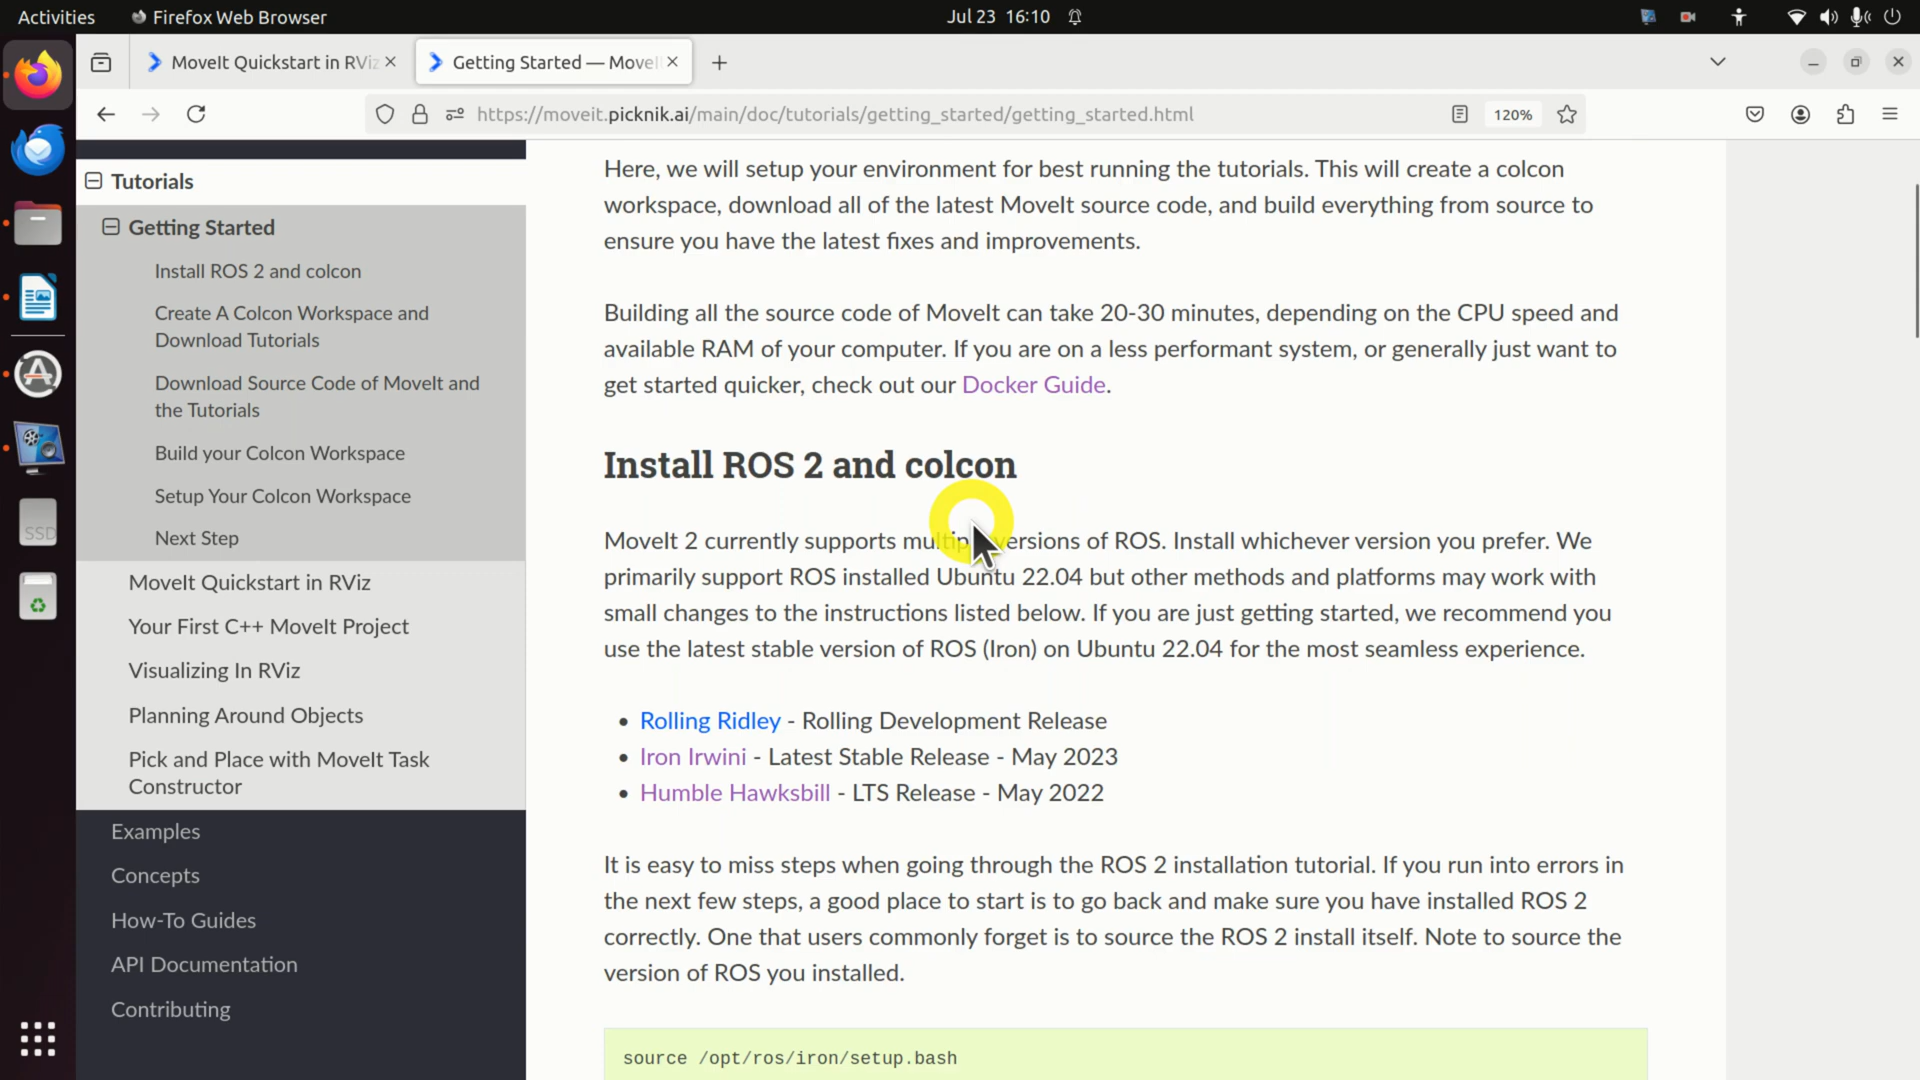 Activities Firefox Web Browser Jul 23 16:10
MoveIt Quickstart in RViz
Getting Started — MoveI
https://moveit.picknik.ai/main/doc/tutorials/getting_started/getting_started.html 120%
Tutorials
Getting Started
Install ROS 2 and colcon
Create A Colcon Workspace and
Download Tutorials
Download Source Code of MoveIt and
the Tutorials
Build your Colcon Workspace
Setup Your Colcon Workspace
Next Step
MoveIt Quickstart in RViz
Your First C++ MoveIt Project
Visualizing In RViz
Planning Around Objects
Pick and Place with MoveIt Task
Constructor
Examples
Concepts
How-To Guides
API Documentation
Contributing
SSD
Here, we will setup your environment for best running the tutorials. This will create a colcon
workspace, download all of the latest MoveIt source code, and build everything from source to
ensure you have the latest fixes and improvements.
Building all the source code of MoveIt can take 20-30 minutes, depending on the CPU speed and
available RAM of your computer. If you are on a less performant system, or generally just want to
get started quicker, check out our Docker Guide.
Install ROS 2 and colcon
MoveIt 2 currently supports multiple versions of ROS. Install whichever version you prefer. We
primarily support ROS installed Ubuntu 22.04 but other methods and platforms may work with
small changes to the instructions listed below. If you are just getting started, we recommend you
use the latest stable version of ROS (Iron) on Ubuntu 22.04 for the most seamless experience.
• Rolling Ridley - Rolling Development Release
• Iron Irwini - Latest Stable Release - May 2023
• Humble Hawksbill - LTS Release - May 2022
It is easy to miss steps when going through the ROS 2 installation tutorial. If you run into errors in
the next few steps, a good place to start is to go back and make sure you have installed ROS 2
correctly. One that users commonly forget is to source the ROS 2 install itself. Note to source the
version of ROS you installed.
source /opt/ros/iron/setup.bash